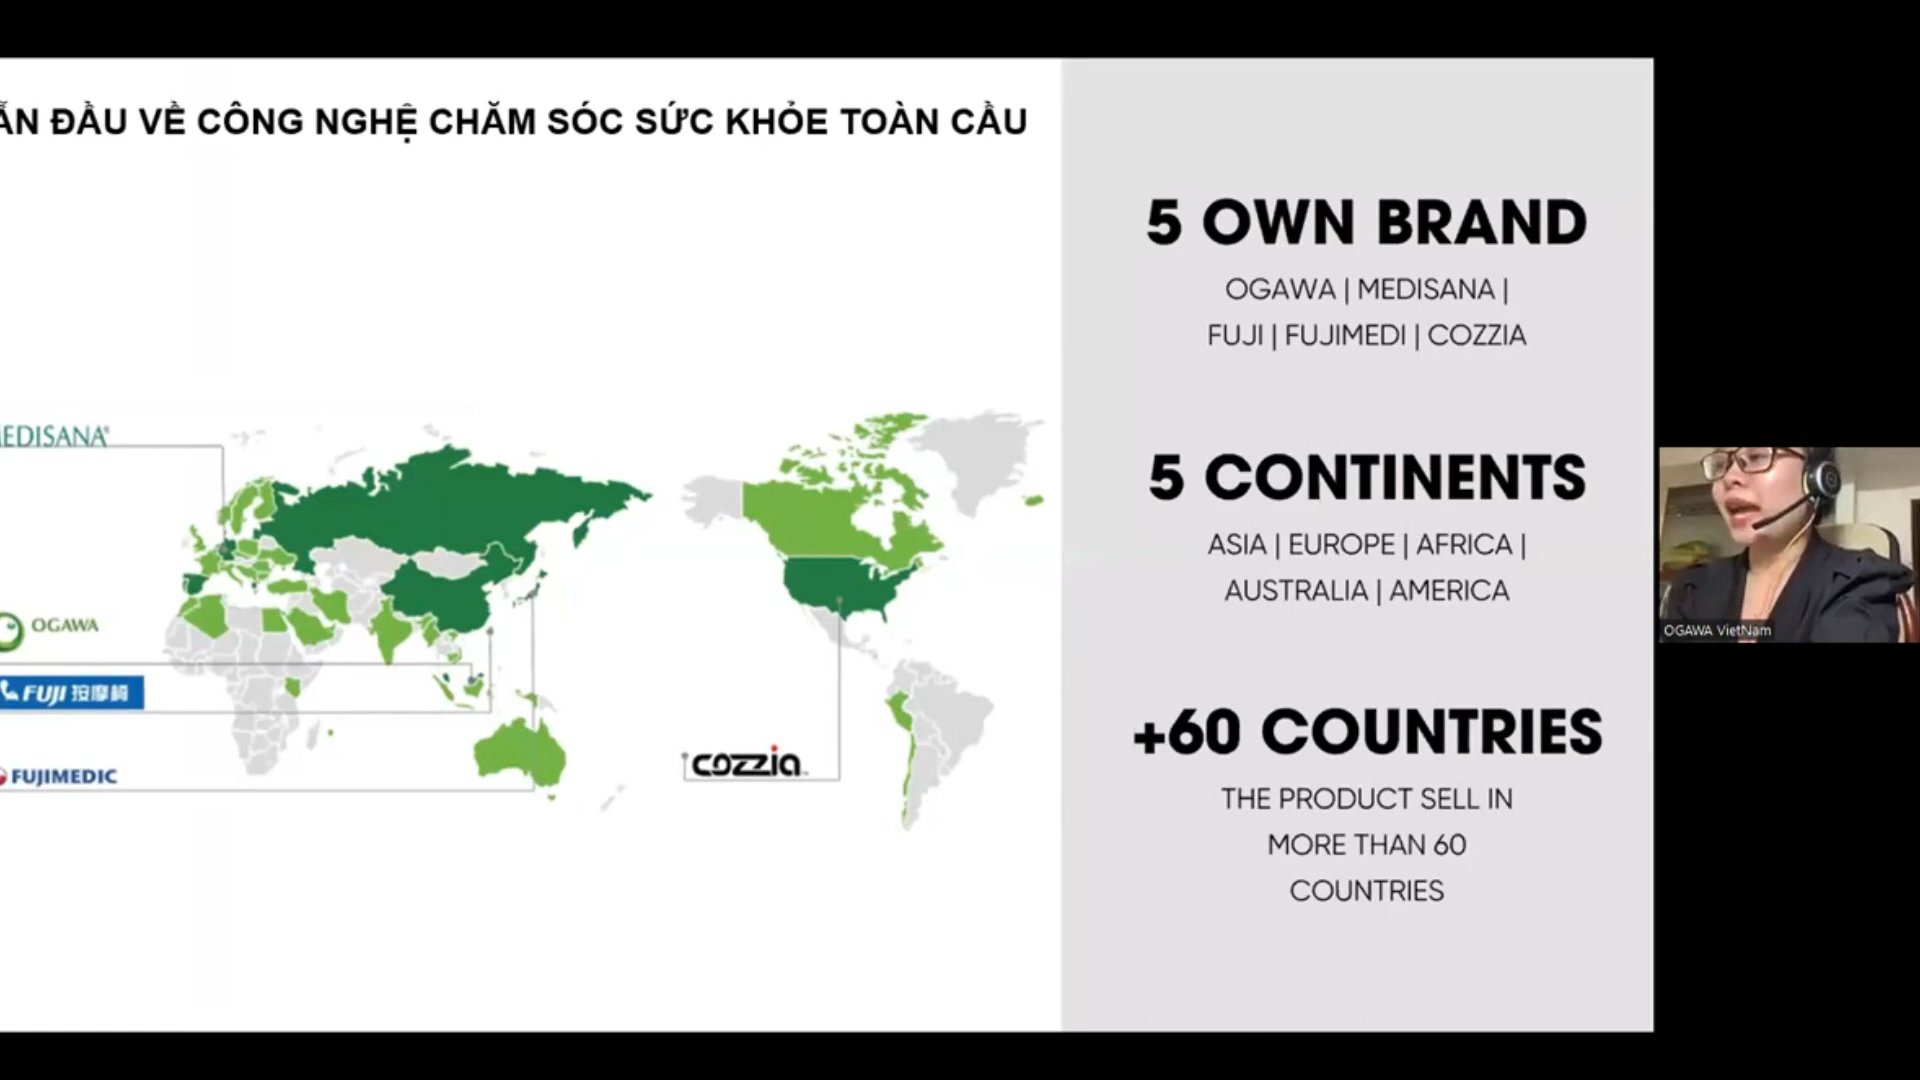 ẪN ĐẦU VỀ CÔNG NGHỆ CHĂM SÓC SỨC KHỎE TOÀN CẦU
5 OWN BRAND
OGAWA | MEDISANA |
FUJI | FUJIMEDI | COZZIA
5 CONTINENTS
ASIA | EUROPE | AFRICA |
AUSTRALIA | AMERICA
+60 COUNTRIES
THE PRODUCT SELL IN
MORE THAN 60
COUNTRIES
EDISANA®
OGAWA
FUJI 按摩椅
FUJIMEDIC
cozzia
OGAWA VietNam